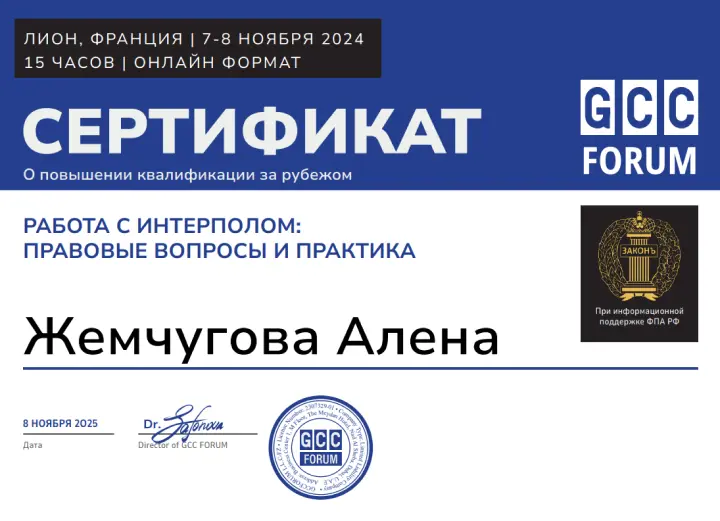 ЛИОН, ФРАНЦИЯ | 7-8 НОЯБРЯ 2024
15 ЧАСОВ | ОНЛАЙН ФОРМАТ
СЕРТИФИКАТ
О повышении квалификации за рубежом
GCC
FORUM
РАБОТА С ИНТЕРПОЛОМ:
ПРАВОВЫЕ ВОПРОСЫ И ПРАКТИКА
ЗАКОНЪ
При информационной
поддержке ФПА РФ
Жемчугова Алена
8 НОЯБРЯ 2025
Dr.
Дата
Director of GCC FORUM
GCC
FORUM